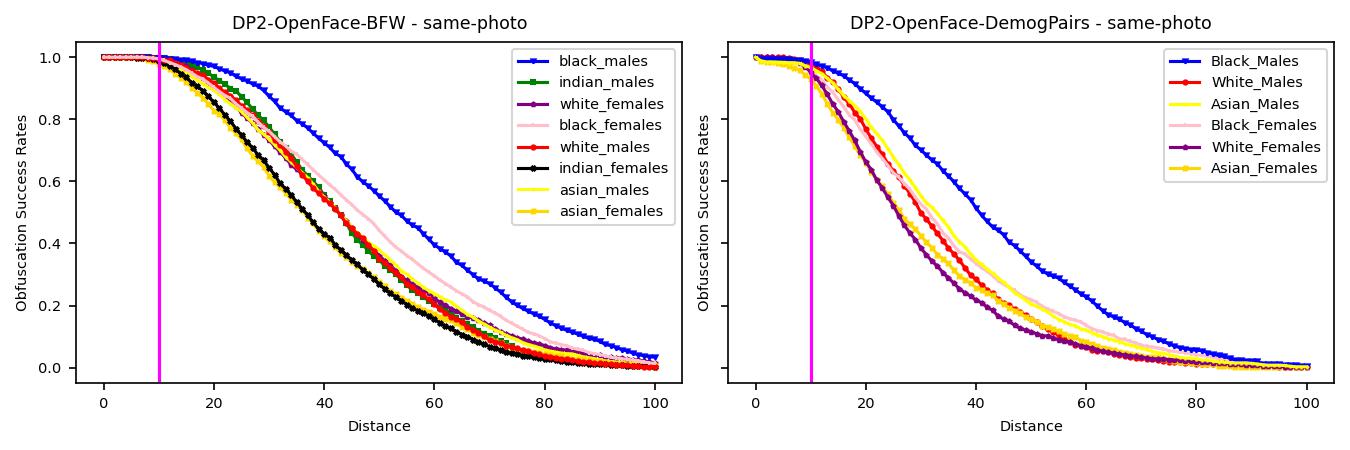 DP2-OpenFace-BFW - same-photo
Obfuscation Success Rates
1.0
0.8
0.6
0.4
0.2
0.0
0
20
40
60
80
100
Distance
black_males
indian_males
white_females
black_females
white_males
indian_females
asian_males
asian_females
DP2-OpenFace-DemogPairs - same-photo
Obfuscation Success Rates
0
20
40
60
80
100
Distance
Black_Males
White_Males
Asian_Males
Black_Females
White_Females
Asian_Females